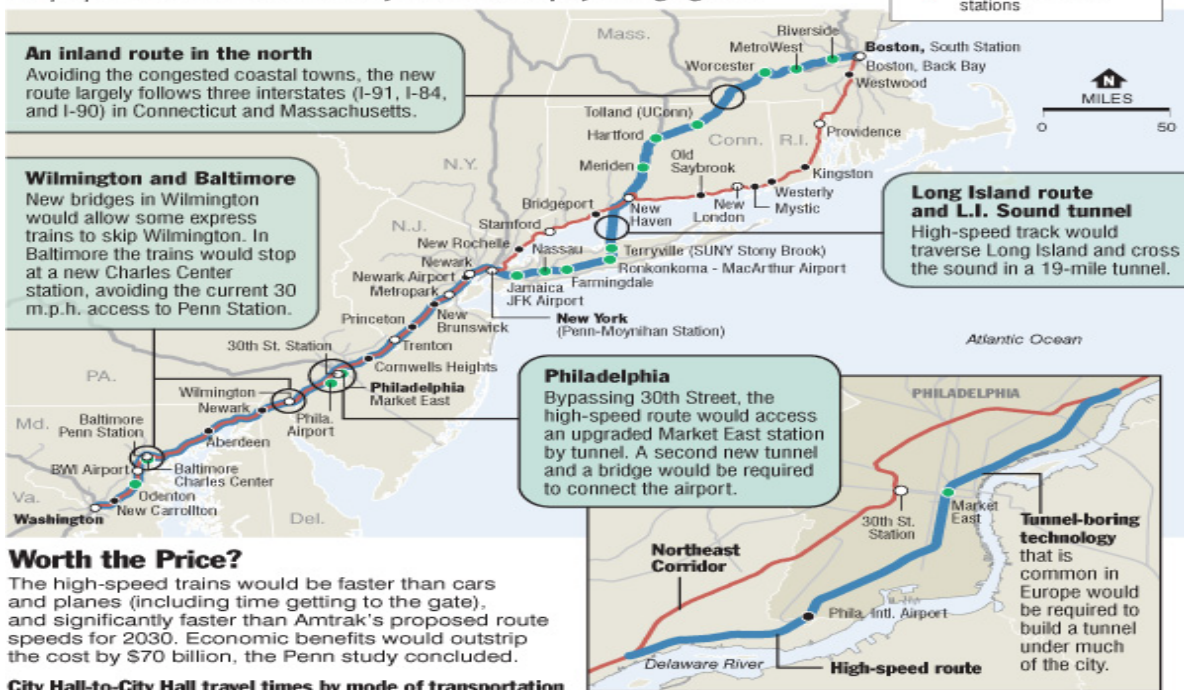 stations
An inland route in the north
Avoiding the congested coastal towns, the new
route largely follows three interstates (I-91, I-84,
and I-90) in Connecticut and Massachusetts.
Mass.
Riverside
MetroWest
Worcester
Boston, South Station
Boston, Back Bay
Westwood
N
MILES
0 50
Tolland (UConn)
Hartford
Conn.
R.I.
Providence
N.Y.
Meriden
Old
Saybrook
Kingston
Westerly
Mystic
New
London
Wilmington and Baltimore
New bridges in Wilmington
would allow some express
trains to skip Wilmington. In
Baltimore the trains would stop
at a new Charles Center
station, avoiding the current 30
m.p.h. access to Penn Station.
Long Island route
and L.I. Sound tunnel
High-speed track would
traverse Long Island and cross
the sound in a 19-mile tunnel.
Bridgeport
New
Haven
N.J.
Stamford
New Rochelle
Nassau
Terryville (SUNY Stony Brook)
Newark
Ronkonkoma - MacArthur Airport
Newark Airport
Farmingdale
Jamaica
JFK Airport
Metropark
New York
(Penn-Moynihan Station)
Princeton
New
Brunswick
Trenton
30th St. Station
Cornwells Heights
Atlantic Ocean
PA.
Philadelphia
Market East
Wilmington
Newark
Phila.
Airport
Md.
Baltimore
Penn Station
Aberdeen
BWI Airport
Baltimore
Charles Center
Odenton
Va.
New Carrollton
Washington
Del.
Philadelphia
Bypassing 30th Street, the
high-speed route would access
an upgraded Market East station
by tunnel. A second new tunnel
and a bridge would be required
to connect the airport.
PHILADELPHIA
30th St.
Station
Market
East
Northeast
Corridor
Tunnel-boring
technology
that is
common in
Europe would
be required to
build a tunnel
under much
of the city.
Phila. Intl. Airport
Delaware River
High-speed route
Worth the Price?
The high-speed trains would be faster than cars
and planes (including time getting to the gate),
and significantly faster than Amtrak's proposed route
speeds for 2030. Economic benefits would outstrip
the cost by $70 billion, the Penn study concluded.
City Hall-to-City Hall travel times by mode of transportation